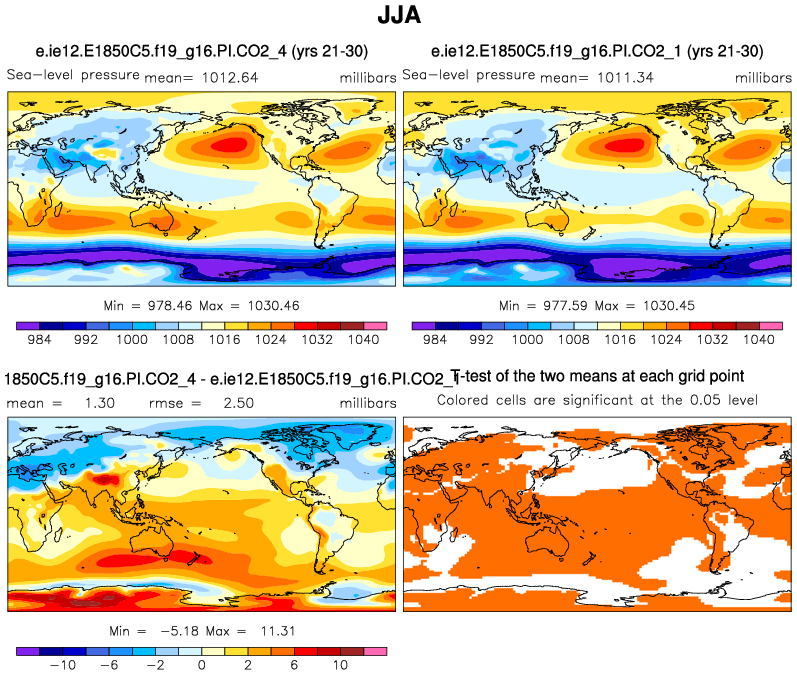 JJA
e.ie12.E1850C5.f19_g16.PI.CO2_4 (yrs 21-30)
e.ie12.E1850C5.f19_g16.PI.CO2_1 (yrs 21-30)
Sea-level pressure mean= 1012.64 millibars
Sea-level pressure mean= 1011.34 millibars
Min = 978.46 Max = 1030.46
Min = 977.59 Max = 1030.45
984 992 1000 1008 1016 1024 1032 1040
984 992 1000 1008 1016 1024 1032 1040
1850C5.f19_g16.PI.CO2_4 - e.ie12.E1850C5.f19_g16.PI.CO2_1
T-test of the two means at each grid point
mean = 1.30 rmse = 2.50 millibars
Colored cells are significant at the 0.05 level
Min = -5.18 Max = 11.31
-10 -6 -2 0 2 6 10